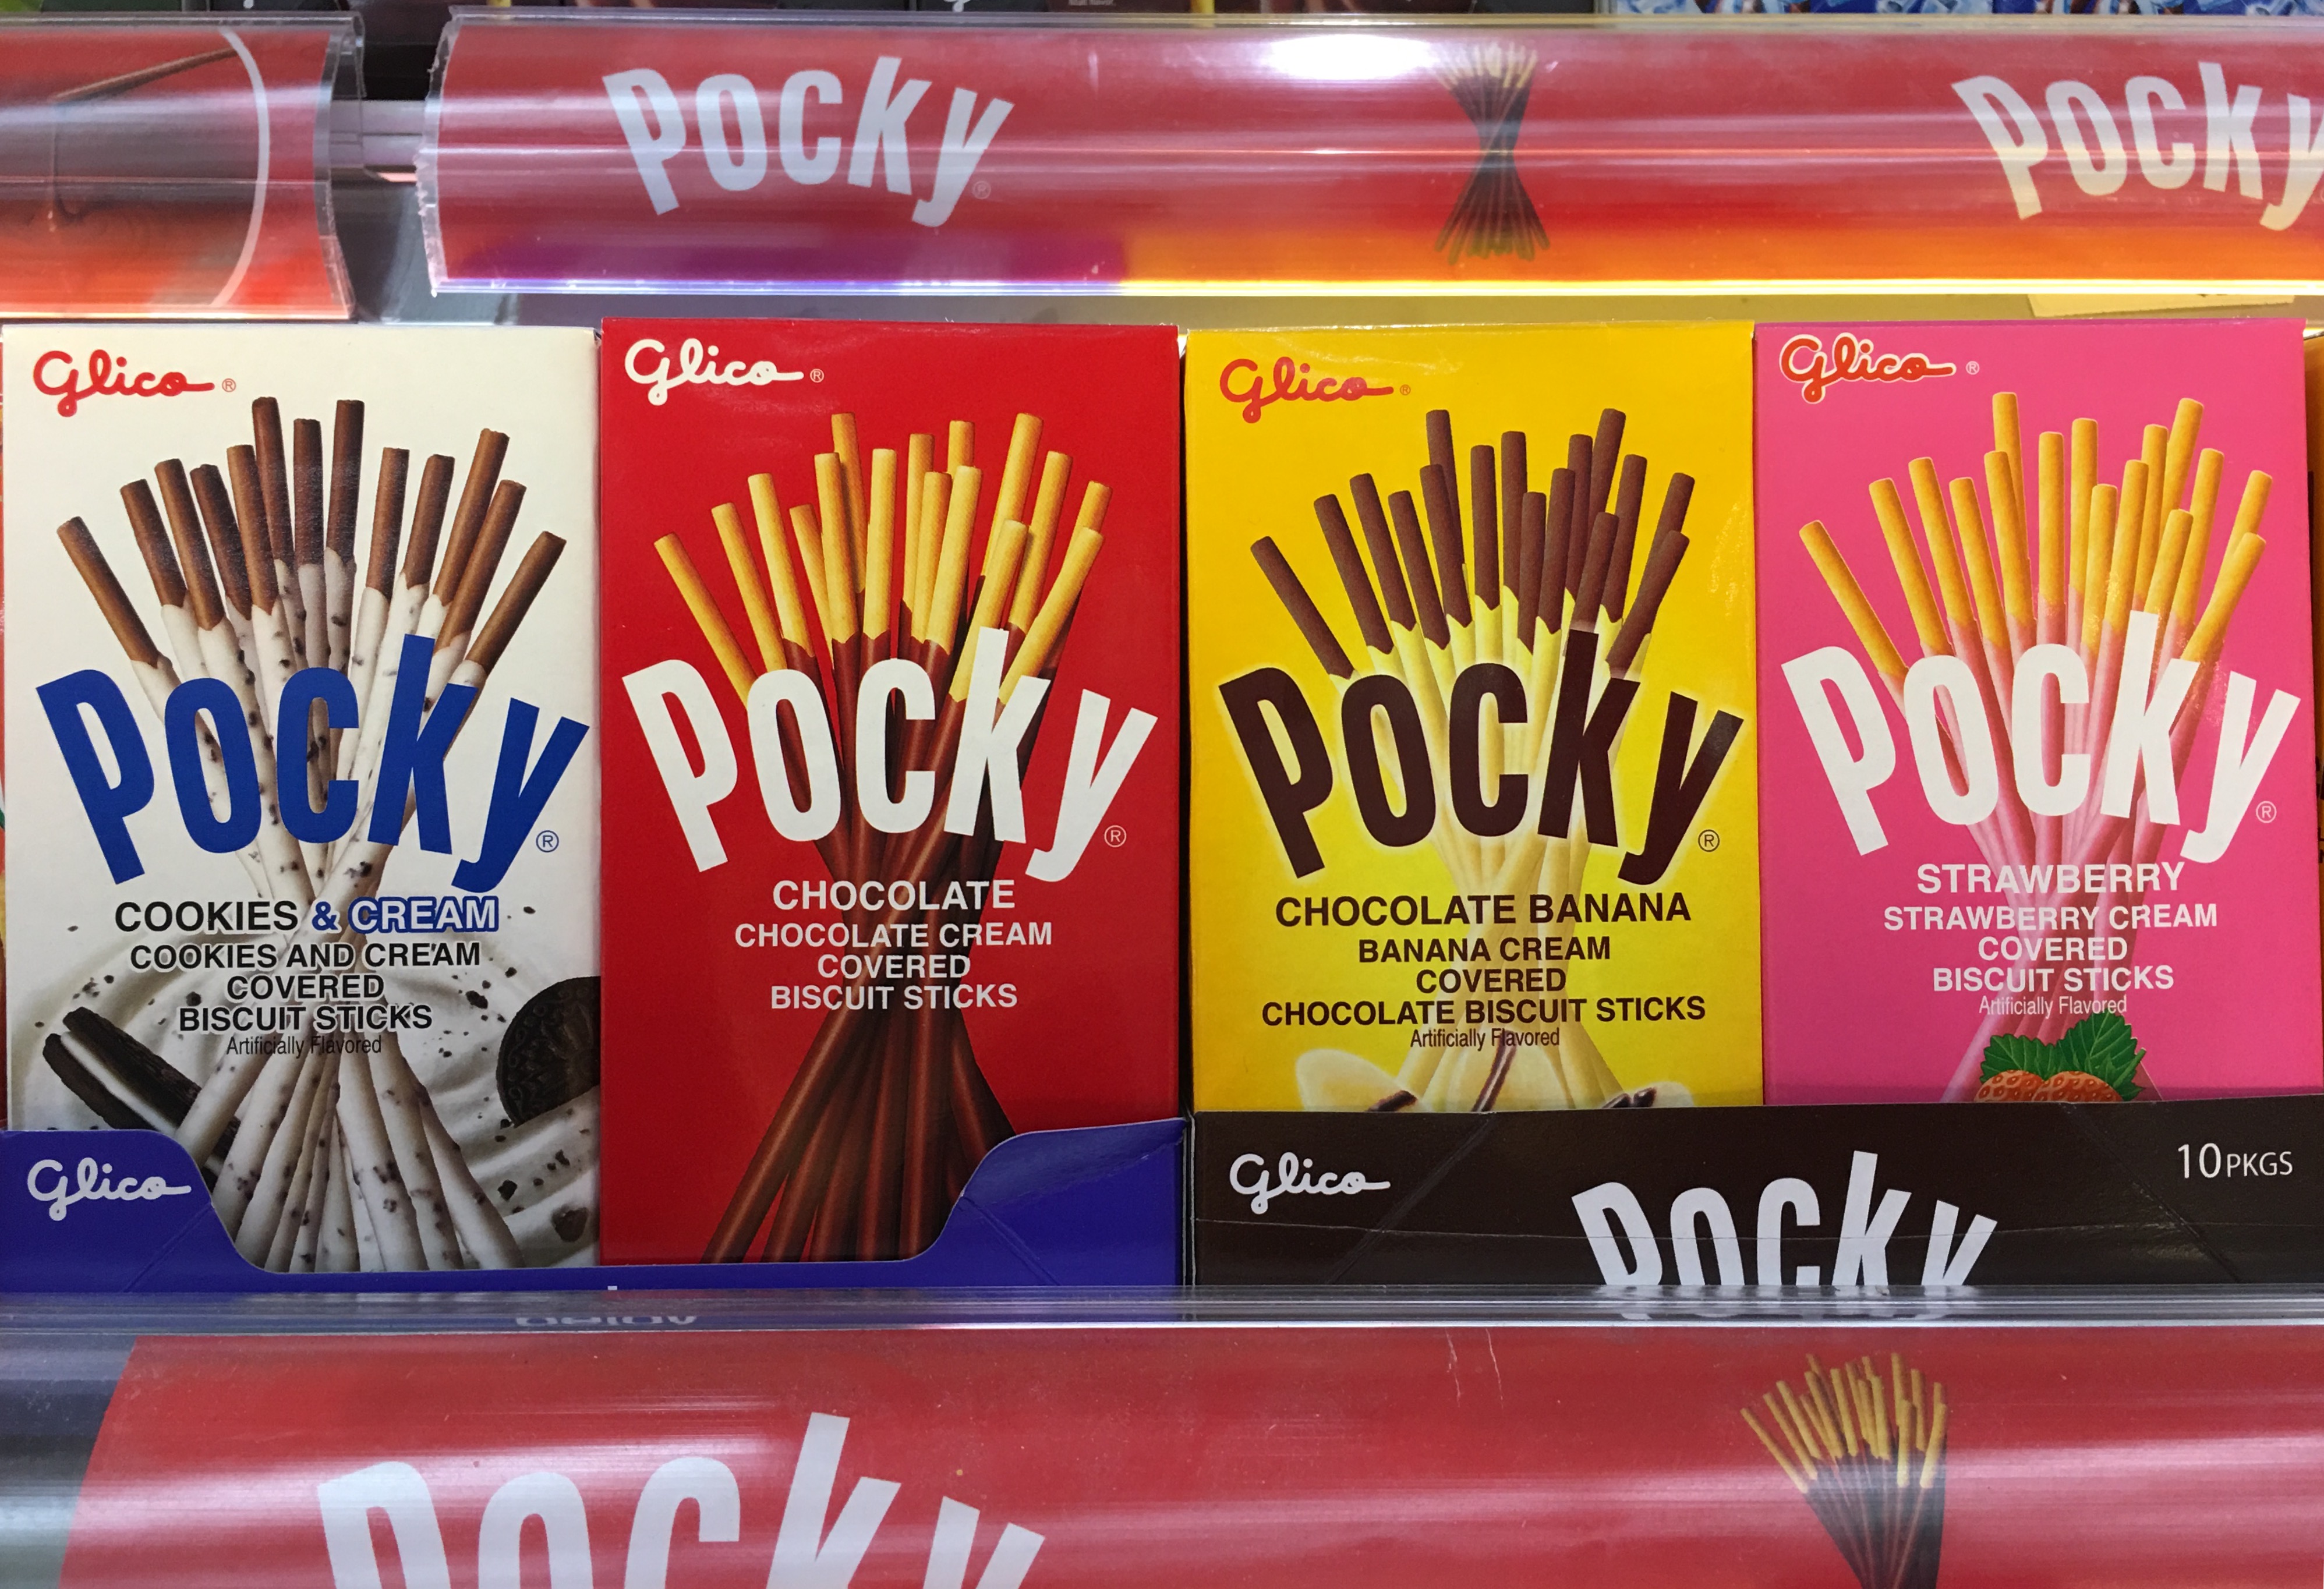 Pocky®
Pocky
Glico®
Pocky®
COOKIES & CREAM
COOKIES AND CREAM
COVERED
BISCUIT STICKS
Artificially Flavored
Glico
Glico®
Pocky®
CHOCOLATE
CHOCOLATE CREAM
COVERED
BISCUIT STICKS
Glico®
Pocky®
CHOCOLATE BANANA
BANANA CREAM
COVERED
CHOCOLATE BISCUIT STICKS
Artificially Flavored
Glico®
Pocky®
STRAWBERRY
STRAWBERRY CREAM
COVERED
BISCUIT STICKS
Artificially Flavored
Glico
Pocky
10PKGS
Pocky